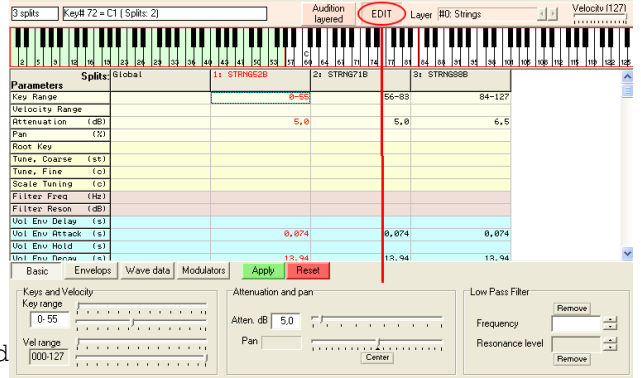 3 splits Key# 72 = C1 ( Splits: 2) Audition layered EDIT Layer #0: Strings Velocity (127)
C
Splits: Global 1: STRNG52B 2: STRNG71B 3: STRNG88B
Parameters
Key Range 0-55 56-83 84-127
Velocity Range
Attenuation (dB) 5,0 5,0 6,5
Pan (%)
Root Key
Tune, Coarse (st)
Tune, Fine (c)
Scale Tuning (c)
Filter Freq (Hz)
Filter Reson (dB)
Vol Env Delay (s)
Vol Env Attack (s) 0,074 0,074 0,074
Vol Env Hold (s)
Vol Env Decay (s) 13,94 13,94 13,94
Basic Envelops Wave data Modulators Apply Reset
Keys and Velocity Attenuation and pan Low Pass Filter
Key range
0-55 Atten. dB 5,0 Remove
Frequency
Vel range Pan Resonance level
000-127 Center Remove
d